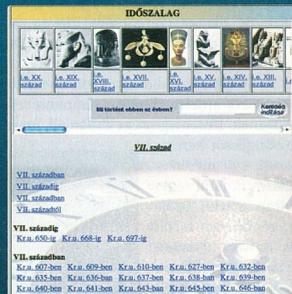 IDŐSZALAG
i.e. XX. század i.e. XIX. század i.e. XVIII. század i.e. XVII. század i.e. XVI. század i.e. XV. század i.e. XIV. század i.e. XIII. század
Mi történt ebben az évben? Keresés indítása
VII. század
VII. században
VII. századig
VII. században
VII. századtól
VII. századig
Kr.u. 650-ig Kr.u. 668-ig Kr.u. 697-ig
VII. században
Kr.u. 607-ben Kr.u. 609-ben Kr.u. 610-ben Kr.u. 627-ben Kr.u. 632-ben
Kr.u. 635-ben Kr.u. 636-ban Kr.u. 637-ben Kr.u. 638-ban Kr.u. 639-ben
Kr.u. 640-ben Kr.u. 641-ben Kr.u. 643-ban Kr.u. 645-ben Kr.u. 646-ban